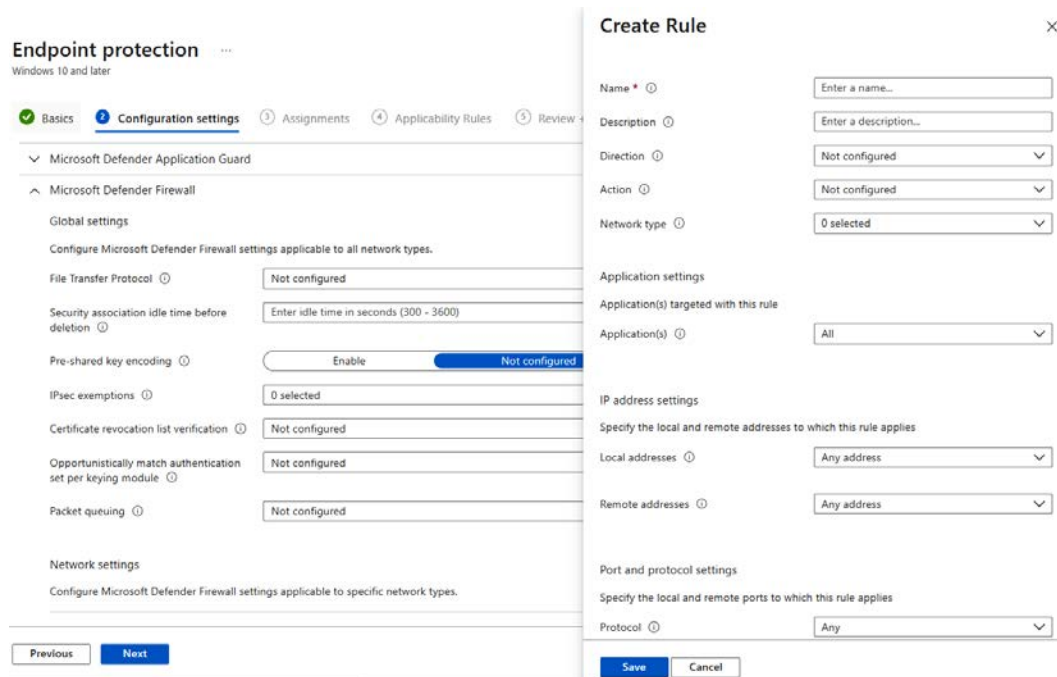 Endpoint protection ...
Windows 10 and later
Basics
2 Configuration settings
3 Assignments
4 Applicability Rules
5 Review +
Microsoft Defender Application Guard
Microsoft Defender Firewall
Global settings
Configure Microsoft Defender Firewall settings applicable to all network types.
File Transfer Protocol
Not configured
Security association idle time before
deletion
Enter idle time in seconds (300 - 3600)
Pre-shared key encoding
Enable
Not configured
IPsec exemptions
0 selected
Certificate revocation list verification
Not configured
Opportunistically match authentication
set per keying module
Not configured
Packet queuing
Not configured
Network settings
Configure Microsoft Defender Firewall settings applicable to specific network types.
Previous
Next
Create Rule
Name *
Enter a name...
Description
Enter a description...
Direction
Not configured
Action
Not configured
Network type
0 selected
Application settings
Application(s) targeted with this rule
Application(s)
All
IP address settings
Specify the local and remote addresses to which this rule applies
Local addresses
Any address
Remote addresses
Any address
Port and protocol settings
Specify the local and remote ports to which this rule applies
Protocol
Any
Save
Cancel